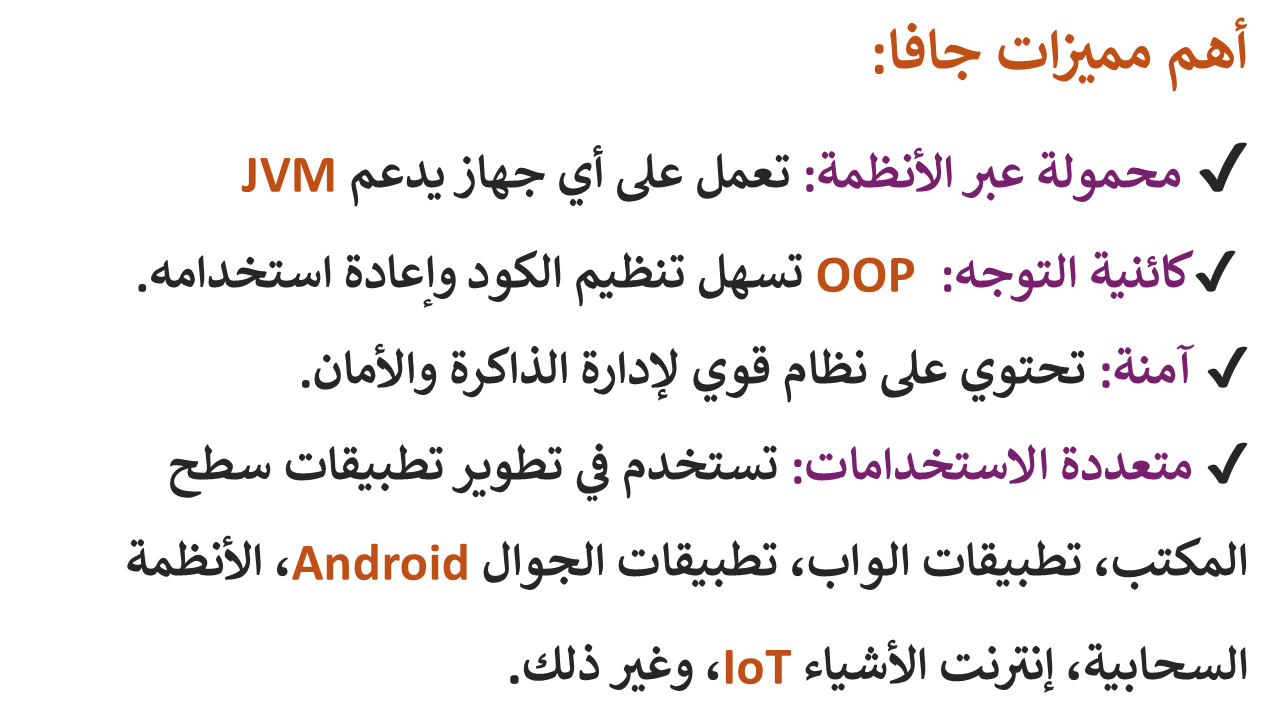 أهم مميزات جافا:
✔ محمولة عبر الأنظمة: تعمل على أي جهاز يدعم JVM
✔كائنية التوجه: OOP تسهل تنظيم الكود وإعادة استخدامه.
✔ آمنة: تحتوي على نظام قوي لإدارة الذاكرة والأمان.
✔ متعددة الاستخدامات: تستخدم في تطوير تطبيقات سطح
المكتب، تطبيقات الواب، تطبيقات الجوال Android، الأنظمة
السحابية، إنترنت الأشياء IoT، وغير ذلك.